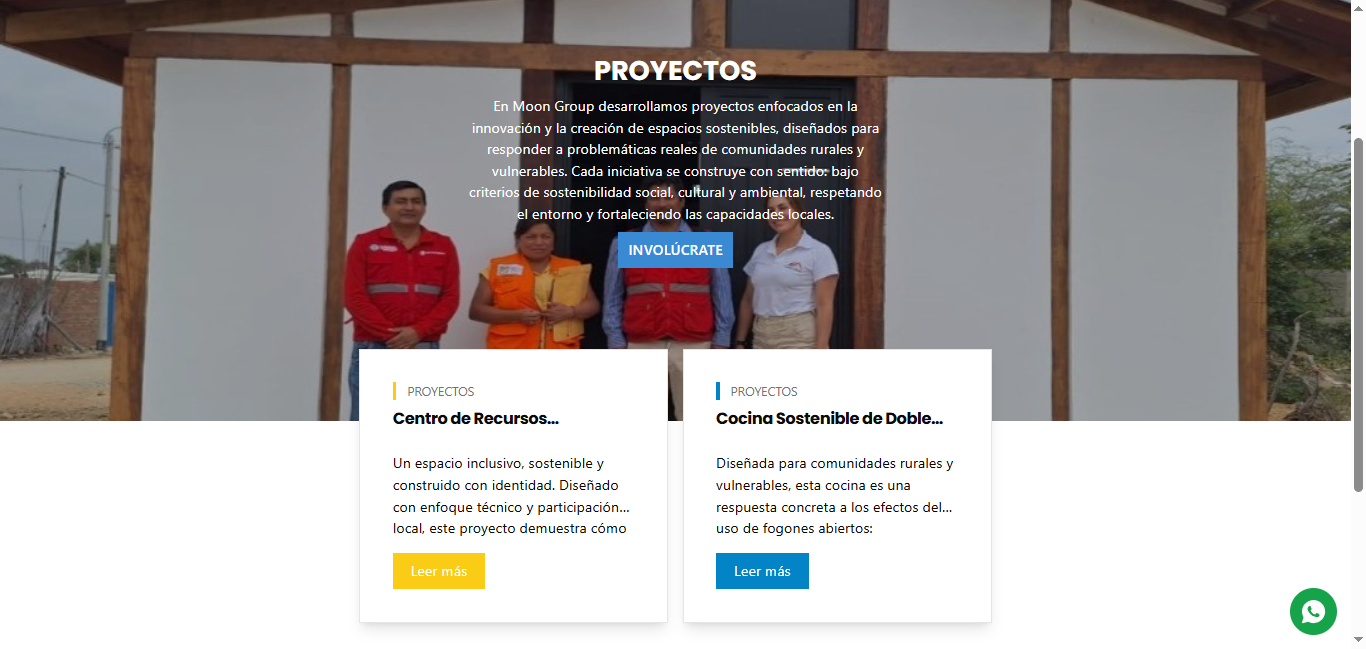 PROYECTOS
En Moon Group desarrollamos proyectos enfocados en la
innovación y la creación de espacios sostenibles, diseñados para
responder a problemáticas reales de comunidades rurales y
vulnerables. Cada iniciativa se construye con sentido: bajo
criterios de sostenibilidad social, cultural y ambiental, respetando
el entorno y fortaleciendo las capacidades locales.
INVOLÚCRATE
PROYECTOS
Centro de Recursos...
Un espacio inclusivo, sostenible y
construido con identidad. Diseñado
con enfoque técnico y participación...
local, este proyecto demuestra cómo
Leer más
PROYECTOS
Cocina Sostenible de Doble...
Diseñada para comunidades rurales y
vulnerables, esta cocina es una
respuesta concreta a los efectos del...
uso de fogones abiertos:
Leer más